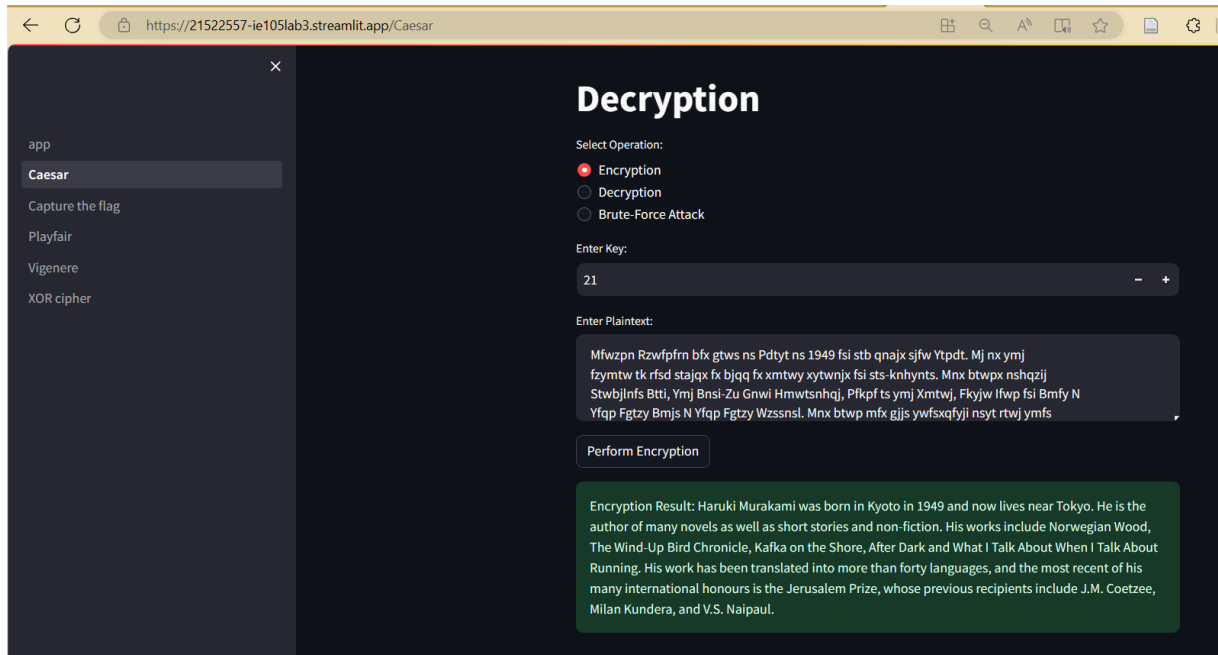 https://21522557-ie105lab3.streamlit.app/Caesar
app
Caesar
Capture the flag
Playfair
Vigenere
XOR cipher
Decryption
Select Operation:
Encryption
Decryption
Brute-Force Attack
Enter Key:
21
Enter Plaintext:
Mfwzpn Rzwfpfrn bfx gtws ns Pdtyt ns 1949 fsi stb qnajx sjfw Ytpdt. Mj nx ymj
fzymtw tk rfsd stajqx fx bjqq fx xmtwy xytwnjx fsi sts-knhynts. Mnx btwpx nshqzij
Stwbjlnfs Btti, Ymj Bnsi-Zu Gnwi Hmwtsnhqj, Pfkpf ts ymj Xmtwj, Fkyjw Ifwp fsi Bmfy N
Yfqp Fgtzy Bmjs N Yfqp Fgtzy Wzssnsl. Mnx btwp mfx gjjs ywfsxqfyji nsyt rtwj ymfs
Perform Encryption
Encryption Result: Haruki Murakami was born in Kyoto in 1949 and now lives near Tokyo. He is the
author of many novels as well as short stories and non-fiction. His works include Norwegian Wood,
The Wind-Up Bird Chronicle, Kafka on the Shore, After Dark and What I Talk About When I Talk About
Running. His work has been translated into more than forty languages, and the most recent of his
many international honours is the Jerusalem Prize, whose previous recipients include J.M. Coetzee,
Milan Kundera, and V.S. Naipaul.